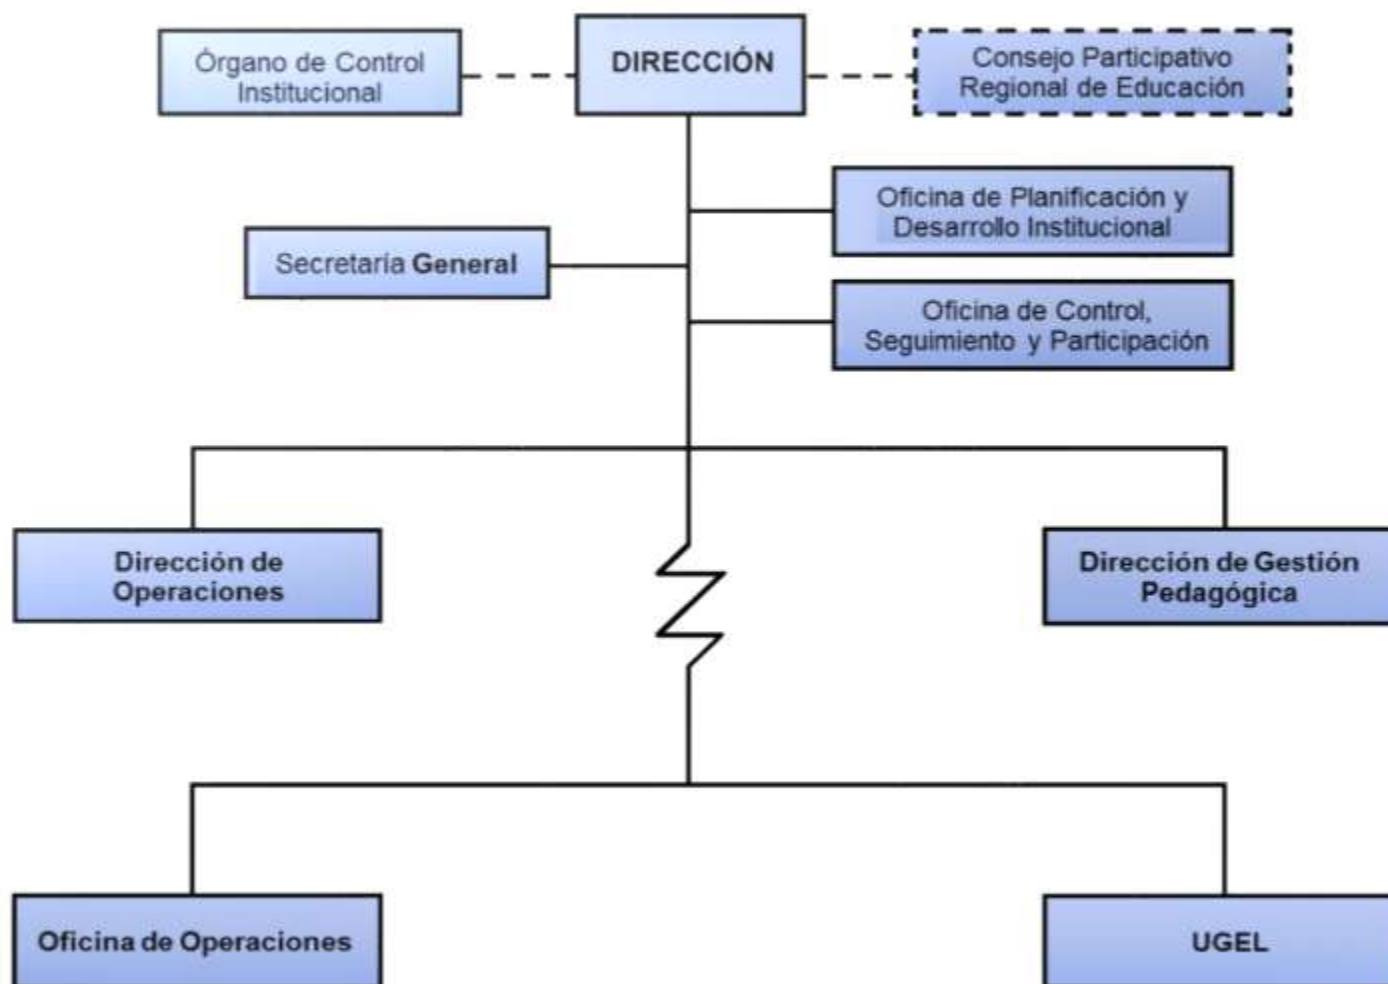 Órgano de Control
Institucional
DIRECCIÓN
Consejo Participativo
Regional de Educación
Oficina de Planificación y
Desarrollo Institucional
Secretaría General
Oficina de Control,
Seguimiento y Participación
Dirección de
Operaciones
Dirección de Gestión
Pedagógica
Oficina de Operaciones
UGEL